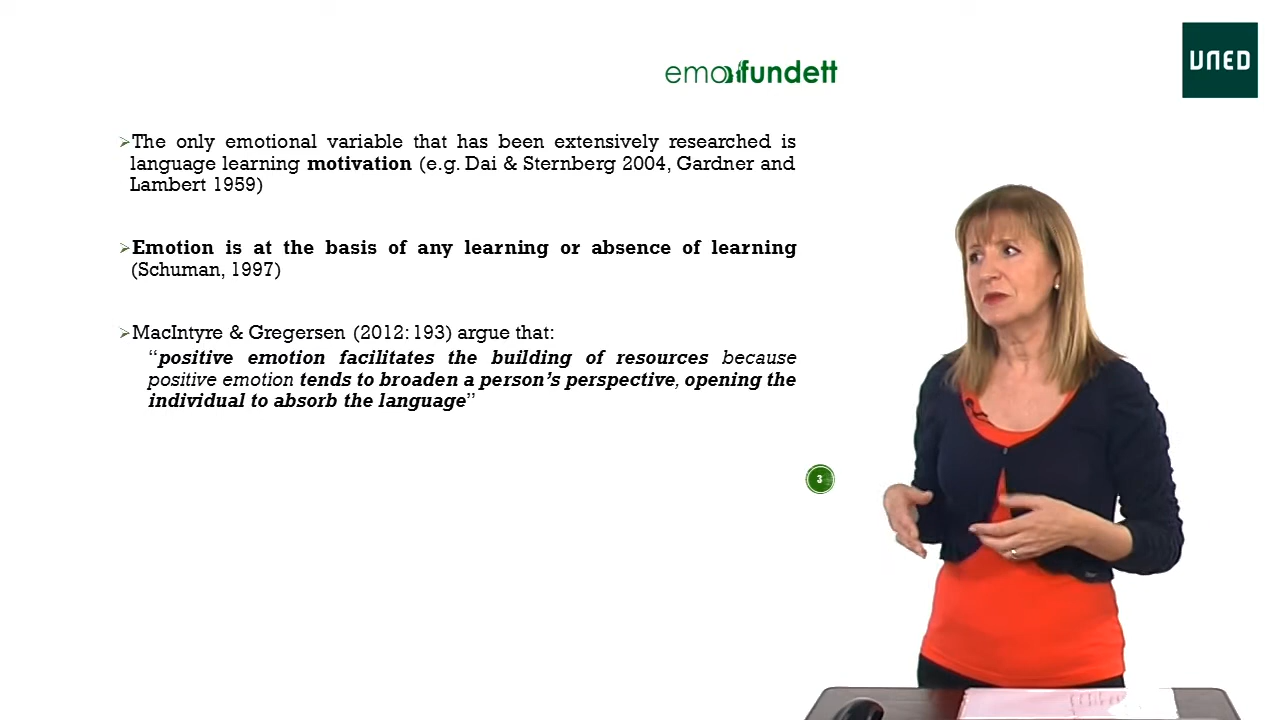 UNED
emo fundett
➢The only emotional variable that has been extensively researched is
language learning motivation (e.g. Dai & Sternberg 2004, Gardner and
Lambert 1959)
➢Emotion is at the basis of any learning or absence of learning
(Schuman, 1997)
➢MacIntyre & Gregersen (2012: 193) argue that:
“positive emotion facilitates the building of resources because
positive emotion tends to broaden a person’s perspective, opening the
individual to absorb the language”
3